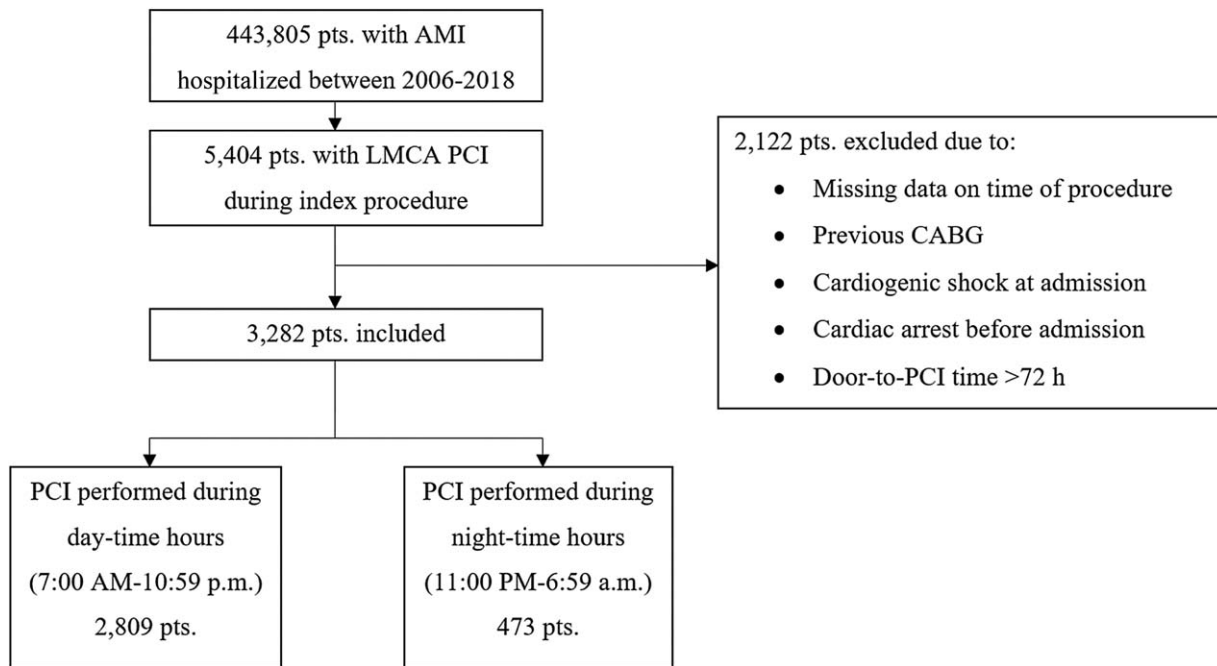 443,805 pts. with AMI
hospitalized between 2006-2018
5,404 pts. with LMCA PCI
during index procedure
2,122 pts. excluded due to:
• Missing data on time of procedure
• Previous CABG
• Cardiogenic shock at admission
• Cardiac arrest before admission
• Door-to-PCI time >72 h
3,282 pts. included
PCI performed during
day-time hours
(7:00 AM-10:59 p.m.)
2,809 pts.
PCI performed during
night-time hours
(11:00 PM-6:59 a.m.)
473 pts.